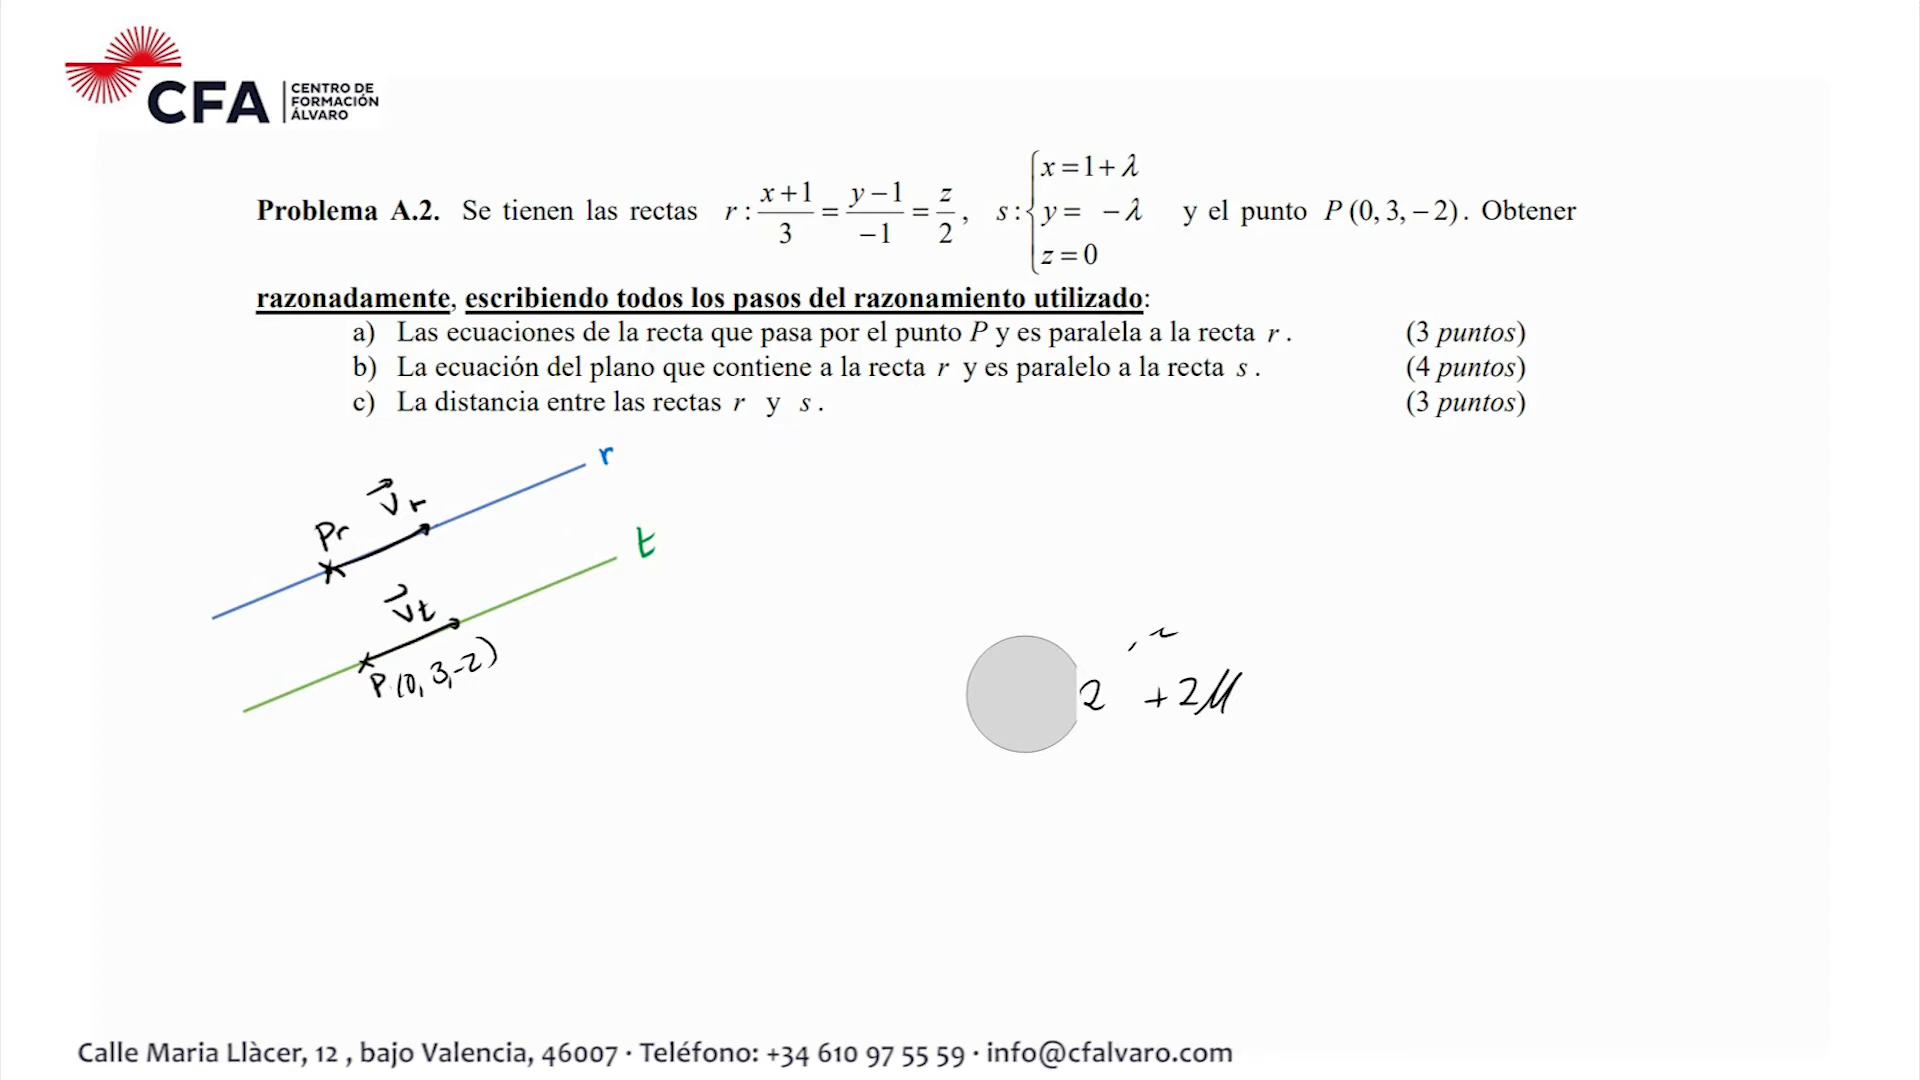 CFA CENTRO DE
FORMACIÓN
ÁLVARO
Problema A.2. Se tienen las rectas r : (x+1)/3 = (y−1)/−1 = z/2, s : { x = 1 + λ
y = −λ
z = 0 y el punto P (0, 3, − 2). Obtener
razonadamente, escribiendo todos los pasos del razonamiento utilizado:
a) Las ecuaciones de la recta que pasa por el punto P y es paralela a la recta r . (3 puntos)
b) La ecuación del plano que contiene a la recta r y es paralelo a la recta s . (4 puntos)
c) La distancia entre las rectas r y s . (3 puntos)
r
Vr
Pr
t
Vt
P(0, 3,-2)
2 +2μ
Calle Maria Llàcer, 12 , bajo Valencia, 46007 · Teléfono: +34 610 97 55 59 · info@cfalvaro.com